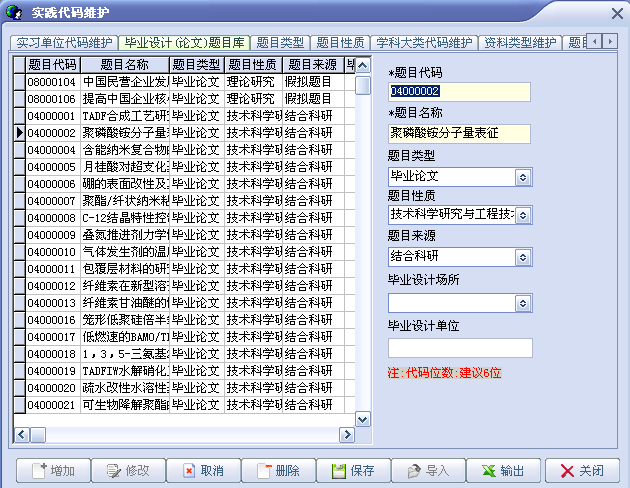 实践代码维护
实习单位代码维护 毕业设计(论文)题目库 题目类型 题目性质 学科大类代码维护 资料类型维护 题目
题目代码 题目名称 题目类型 题目性质 题目来源
08000104 中国民营企业发 毕业论文 理论研究 假拟题目
08000106 提高中国企业核 毕业论文 理论研究 假拟题目
04000001 TADF合成工艺研 毕业论文 技术科学研 结合科研
04000002 聚磷酸铵分子量 毕业论文 技术科学研 结合科研
04000004 含能纳米复合物 毕业论文 技术科学研 结合科研
04000005 月桂酸对超支化 毕业论文 技术科学研 结合科研
04000006 硼的表面改性及 毕业论文 技术科学研 结合科研
04000007 聚酯/纤状纳米 毕业论文 技术科学研 结合科研
04000008 C-12结晶特性控 毕业论文 技术科学研 结合科研
04000009 叠氮推进剂力学 毕业论文 技术科学研 结合科研
04000010 气体发生剂的温 毕业论文 技术科学研 结合科研
04000011 包覆层材料的研 毕业论文 技术科学研 结合科研
04000012 纤维素在新型溶 毕业论文 技术科学研 结合科研
04000013 纤维素甘油醚的 毕业论文 技术科学研 结合科研
04000016 笼形低聚硅倍半 毕业论文 技术科学研 结合科研
04000017 低燃速的BAMO/T 毕业论文 技术科学研 结合科研
04000018 1,3,5-三氨基 毕业论文 技术科学研 结合科研
04000019 TADFIW水解硝化 毕业论文 技术科学研 结合科研
04000020 疏水改性水溶性 毕业论文 技术科学研 结合科研
04000021 可生物降解聚酯 毕业论文 技术科学研 结合科研
*题目代码
04000002
*题目名称
聚磷酸铵分子量表征
题目类型
毕业论文
题目性质
技术科学研究与工程技
题目来源
结合科研
毕业设计场所
毕业设计单位
注:代码位数:建议6位
增加 修改 取消 删除 保存 导入 输出 关闭